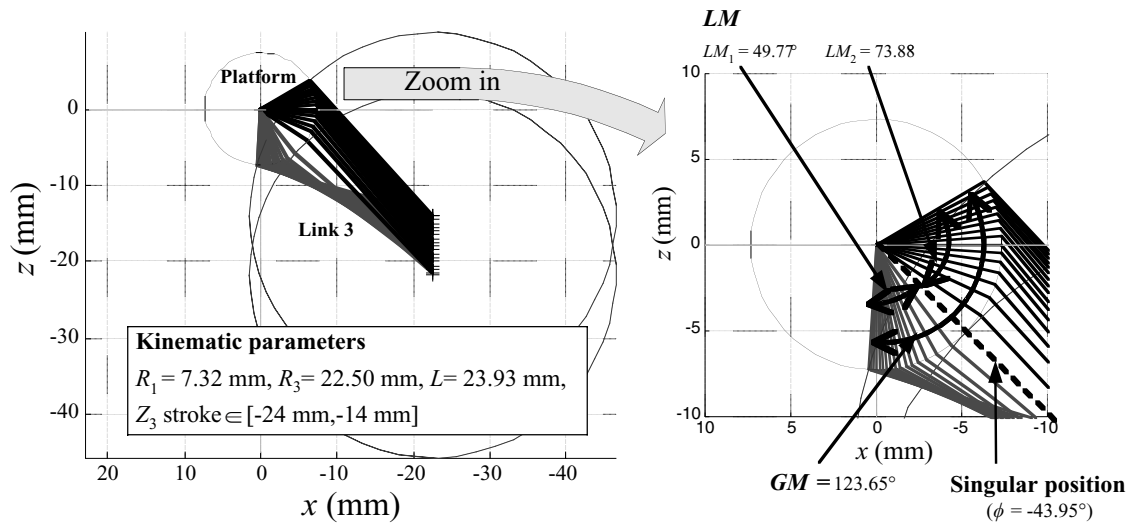 Platform
Zoom in
Link 3
z (mm)
0
-10
-20
-30
-40
20
10
0
-10
-20
-30
-40
x (mm)
Kinematic parameters
R1 = 7.32 mm, R3= 22.50 mm, L= 23.93 mm,
Z3 stroke∈[-24 mm,-14 mm]
LM
LM1 = 49.77°
LM2 = 73.88
z (mm)
10
5
0
-5
-10
10
5
0
-5
-10
x (mm)
GM = 123.65°
Singular position
(ϕ = -43.95°)